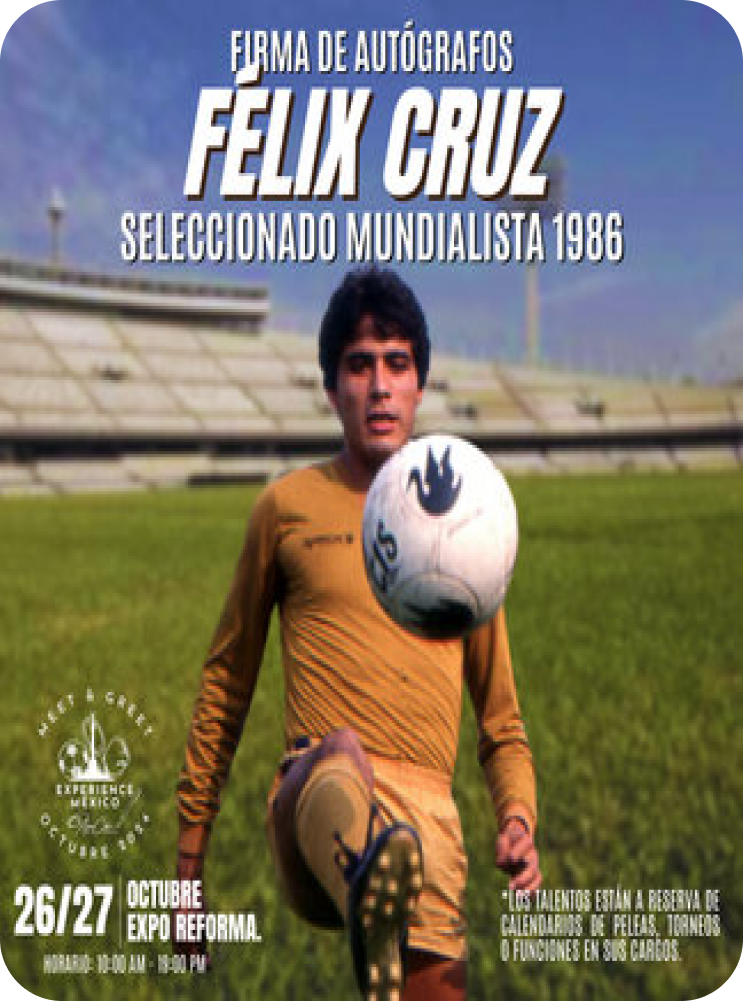 FIRMA DE AUTÓGRAFOS
FÉLIX CRUZ
SELECCIONADO MUNDIALISTA 1986
MEET & GREET
EXPERIENCE
MÉXICO
OCTUBRE 2024
26/27
OCTUBRE
EXPO REFORMA.
HORARIO: 10:00 AM - 19:00 PM
*LOS TALENTOS ESTÁN A RESERVA DE
CALENDARIOS DE PELEAS, TORNEOS
O FUNCIONES EN SUS CARGOS.